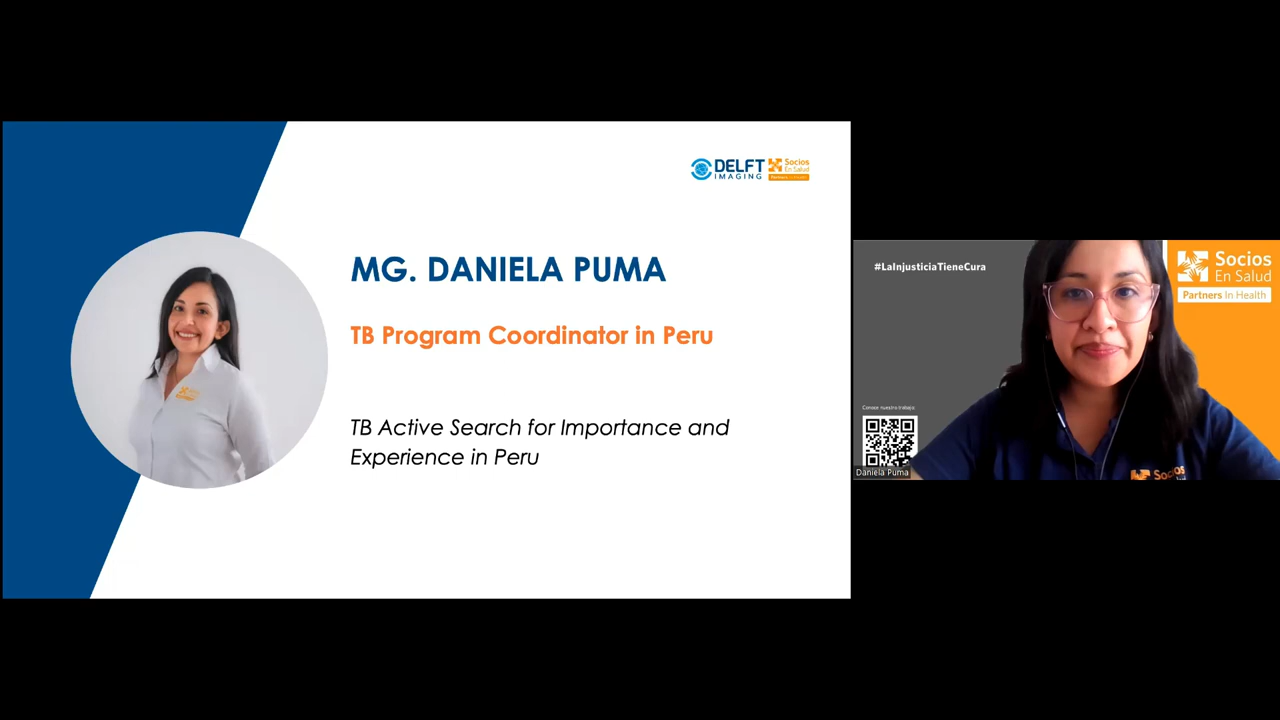 DELFT
IMAGING
Socios
En Salud
MG. DANIELA PUMA
TB Program Coordinator in Peru
TB Active Search for Importance and
Experience in Peru
#LaInjusticiaTieneCura
Socios
En Salud
Partners In Health
Conoce nuestro trabajo
Daniela Puma
Socios